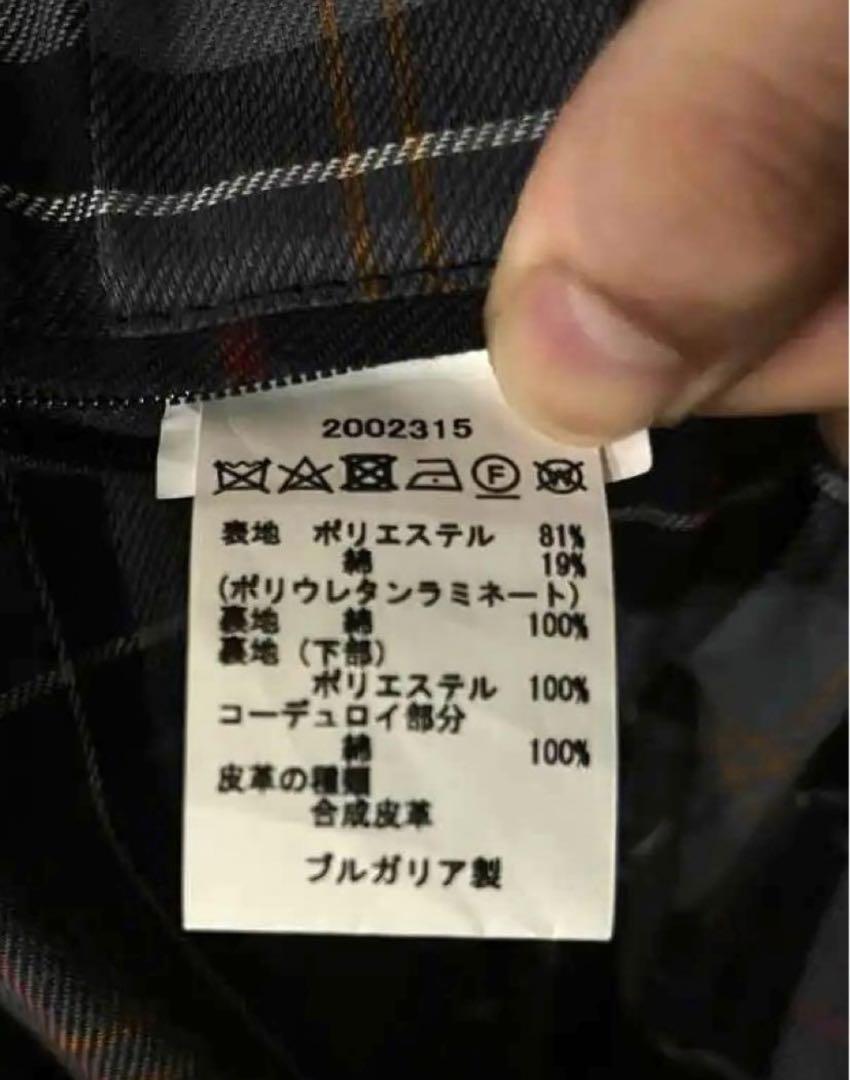 2002315
F W
表地 ポリエステル 81%
綿 19%
(ポリウレタンラミネート)
裏地 綿 100%
裏地(下部)
ポリエステル 100%
コーデュロイ部分
綿 100%
皮革の種類
合成皮革
ブルガリア製